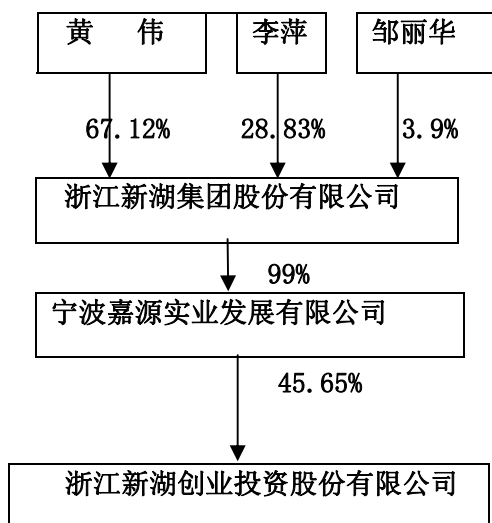 黄 伟 李萍 邹丽华
67.12% 28.83% 3.9%
浙江新湖集团股份有限公司
99%
宁波嘉源实业发展有限公司
45.65%
浙江新湖创业投资股份有限公司